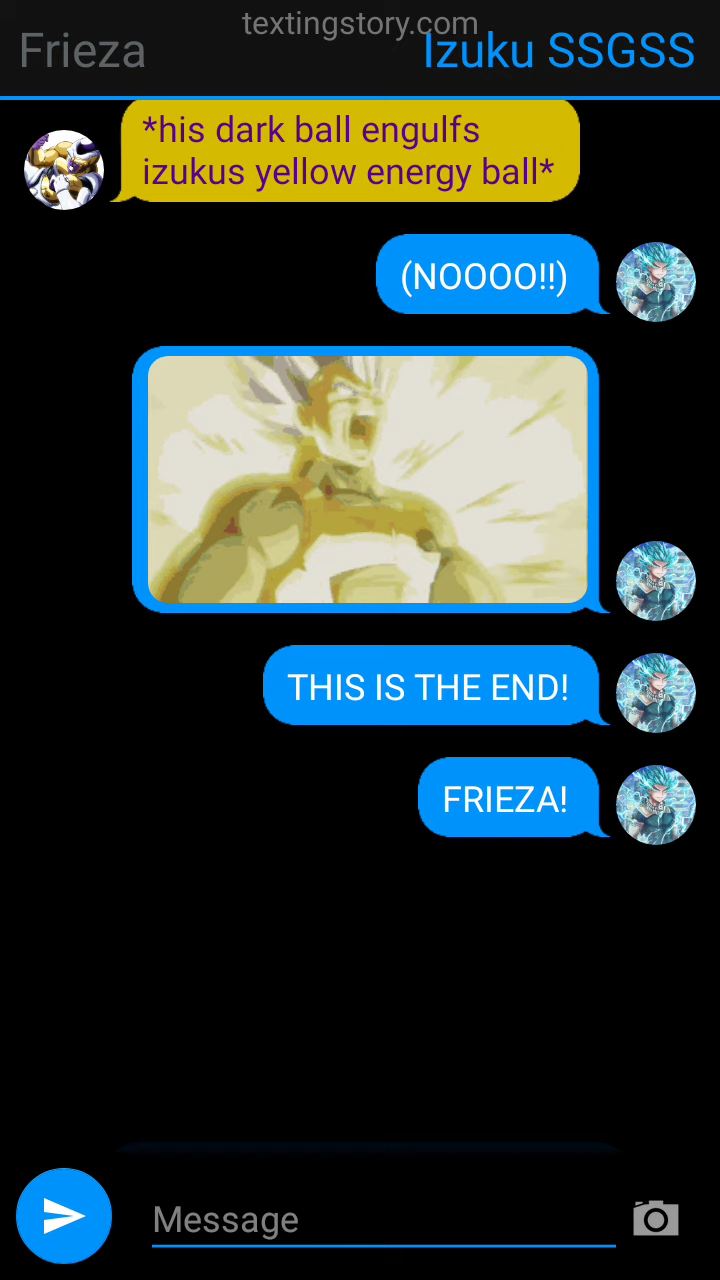 textingstory.com
Frieza
Izuku SSGSS
*his dark ball engulfs
izukus yellow energy ball*
(NOOOO!!)
THIS IS THE END!
FRIEZA!
Message